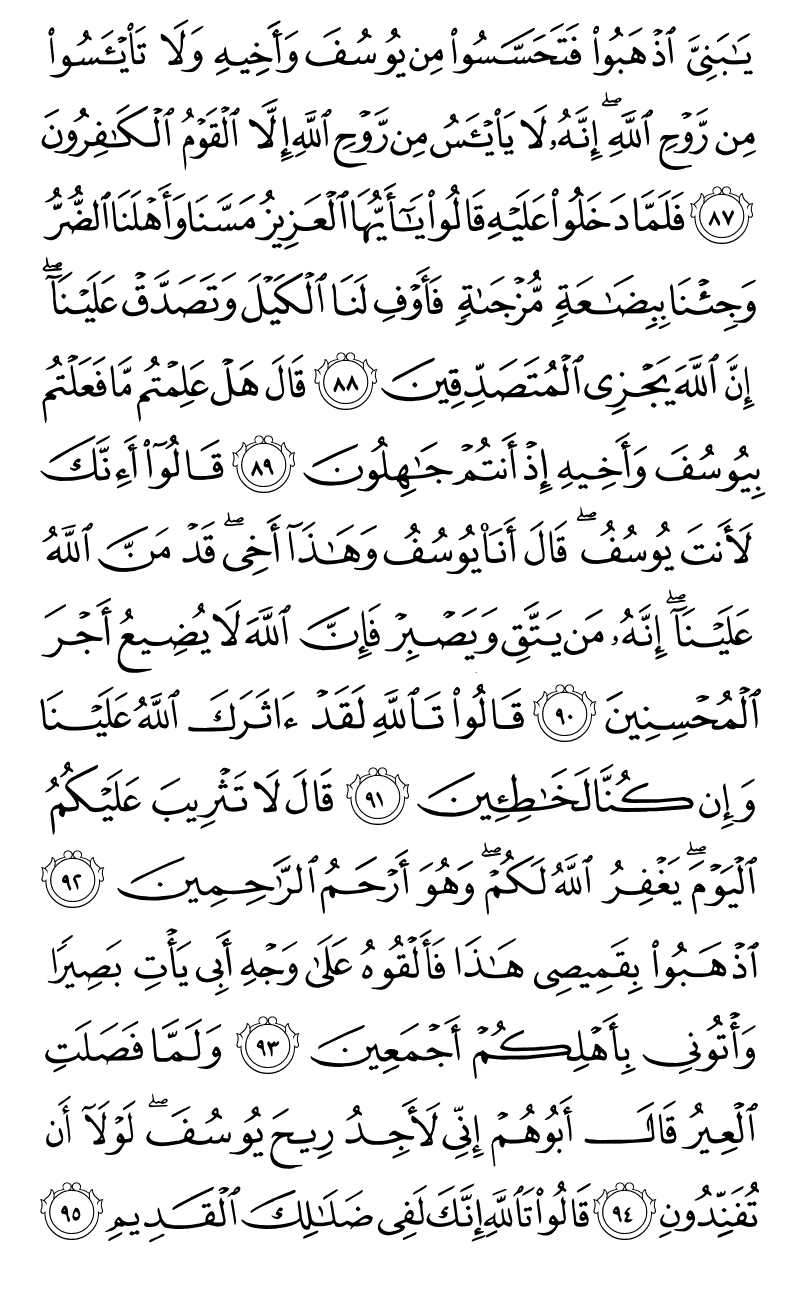 يَٰبَنِيَّ ٱذۡهَبُواْ فَتَحَسَّسُواْ مِن يُوسُفَ وَأَخِيهِ وَلَا تَاْيۡـَٔسُواْ
مِن رَّوۡحِ ٱللَّهِۖ إِنَّهُۥ لَا يَاْيۡـَٔسُ مِن رَّوۡحِ ٱللَّهِ إِلَّا ٱلۡقَوۡمُ ٱلۡكَٰفِرُونَ
٨٧ فَلَمَّا دَخَلُواْ عَلَيۡهِ قَالُواْ يَٰٓأَيُّهَا ٱلۡعَزِيزُ مَسَّنَا وَأَهۡلَنَا ٱلضُّرُّ
وَجِئۡنَا بِبِضَٰعَةٖ مُّزۡجَىٰةٖ فَأَوۡفِ لَنَا ٱلۡكَيۡلَ وَتَصَدَّقۡ عَلَيۡنَآۖ
إِنَّ ٱللَّهَ يَجۡزِي ٱلۡمُتَصَدِّقِينَ ٨٨ قَالَ هَلۡ عَلِمۡتُم مَّا فَعَلۡتُم
بِيُوسُفَ وَأَخِيهِ إِذۡ أَنتُمۡ جَٰهِلُونَ ٨٩ قَالُوٓاْ أَءِنَّكَ
لَأَنتَ يُوسُفُۖ قَالَ أَنَا۠ يُوسُفُ وَهَٰذَآ أَخِيۖ قَدۡ مَنَّ ٱللَّهُ
عَلَيۡنَآۖ إِنَّهُۥ مَن يَتَّقِ وَيَصۡبِرۡ فَإِنَّ ٱللَّهَ لَا يُضِيعُ أَجۡرَ
ٱلۡمُحۡسِنِينَ ٩٠ قَالُواْ تَٱللَّهِ لَقَدۡ ءَاثَرَكَ ٱللَّهُ عَلَيۡنَا
وَإِن كُنَّا لَخَٰطِـِٔينَ ٩١ قَالَ لَا تَثۡرِيبَ عَلَيۡكُمُ
ٱلۡيَوۡمَۖ يَغۡفِرُ ٱللَّهُ لَكُمۡۖ وَهُوَ أَرۡحَمُ ٱلرَّٰحِمِينَ ٩٢
ٱذۡهَبُواْ بِقَمِيصِي هَٰذَا فَأَلۡقُوهُ عَلَىٰ وَجۡهِ أَبِي يَأۡتِ بَصِيرٗا
وَأۡتُونِي بِأَهۡلِكُمۡ أَجۡمَعِينَ ٩٣ وَلَمَّا فَصَلَتِ
ٱلۡعِيرُ قَالَ أَبُوهُمۡ إِنِّي لَأَجِدُ رِيحَ يُوسُفَۖ لَوۡلَآ أَن
تُفَنِّدُونِ ٩٤ قَالُواْ تَٱللَّهِ إِنَّكَ لَفِي ضَلَٰلِكَ ٱلۡقَدِيمِ ٩٥